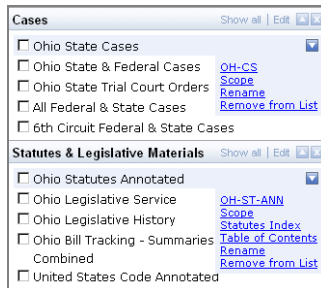 Cases Show all | Edit
Ohio State Cases
Ohio State & Federal Cases OH-CS
Scope
Ohio State Trial Court Orders Rename
All Federal & State Cases Remove from List
6th Circuit Federal & State Cases
Statutes & Legislative Materials Show all | Edit
Ohio Statutes Annotated
Ohio Legislative Service OH-ST-ANN
Scope
Ohio Legislative History Statutes Index
Ohio Bill Tracking - Summaries Table of Contents
Combined Rename
Remove from List
United States Code Annotated